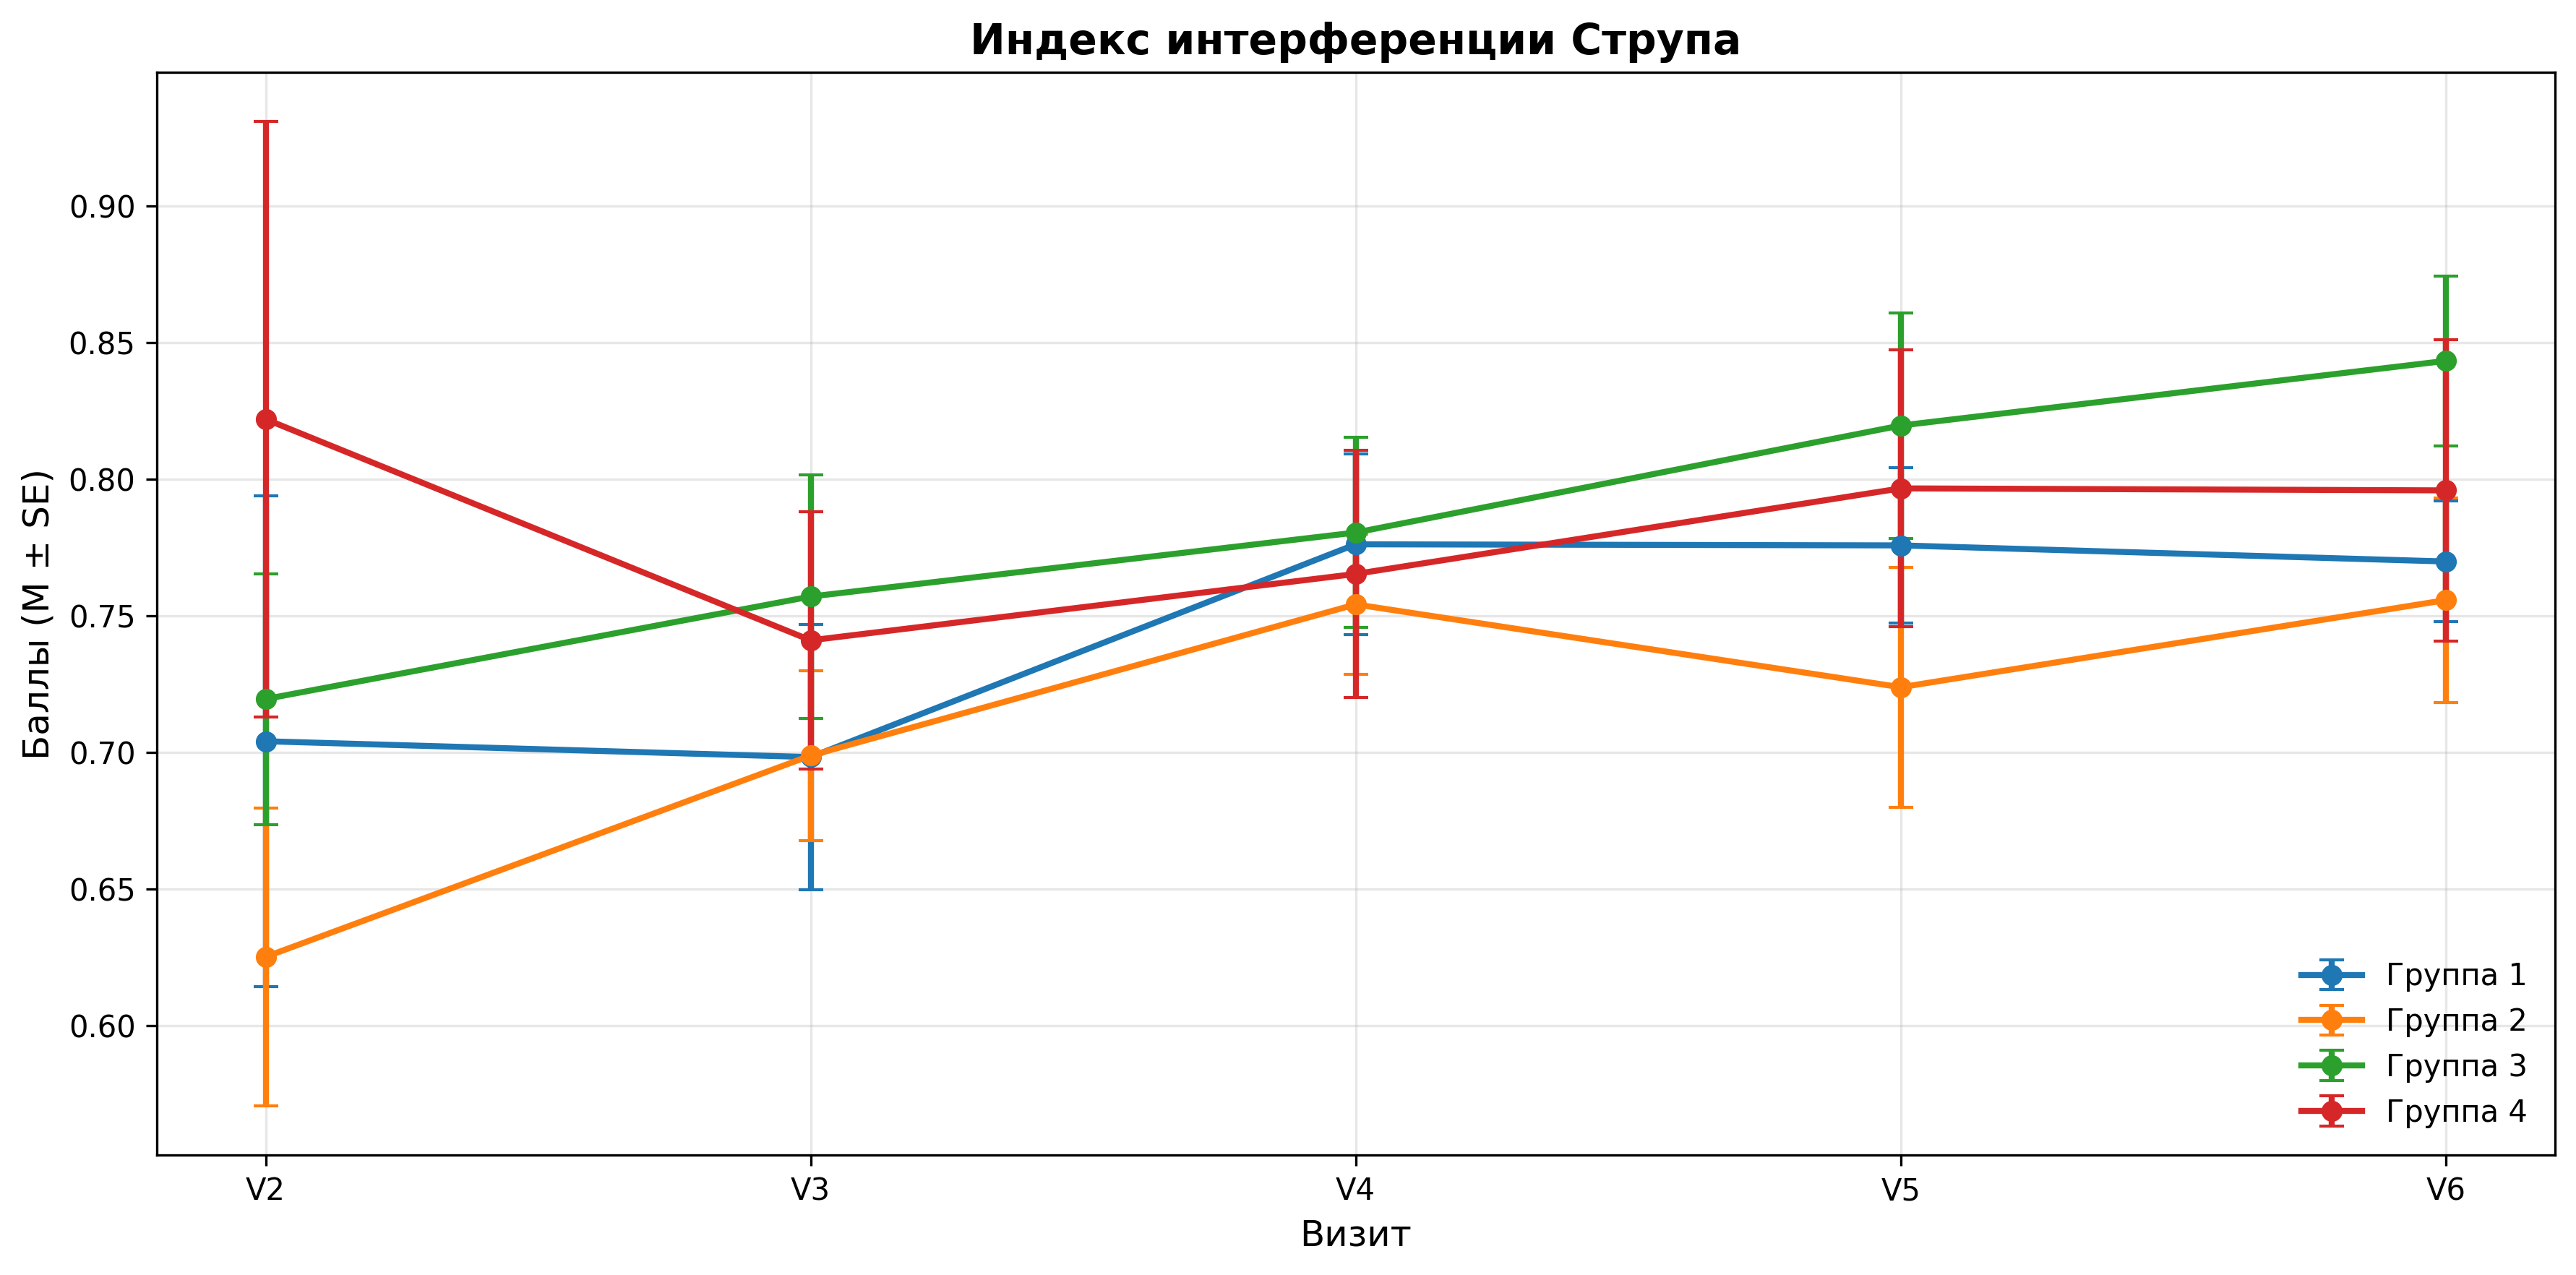 Индекс интерференции Струпа
Баллы (M ± SE)
0.90
0.85
0.80
0.75
0.70
0.65
0.60
V2
V3
V4
V5
V6
Визит
Группа 1
Группа 2
Группа 3
Группа 4